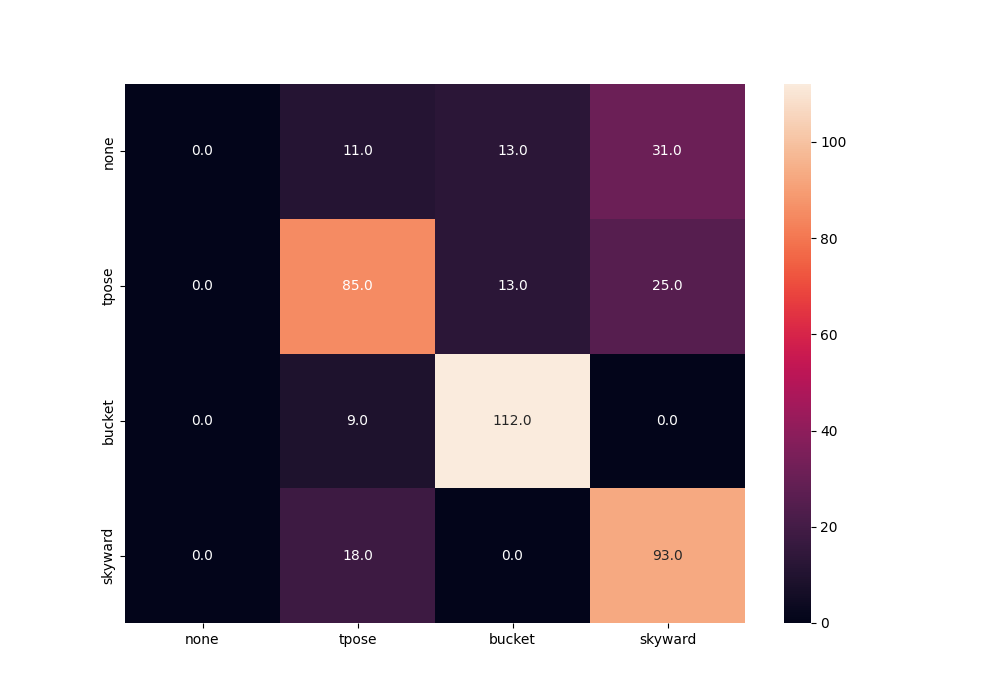 none 0.0 11.0 13.0 31.0
tpose 0.0 85.0 13.0 25.0
bucket 0.0 9.0 112.0 0.0
skyward 0.0 18.0 0.0 93.0
none tpose bucket skyward
100
80
60
40
20
0